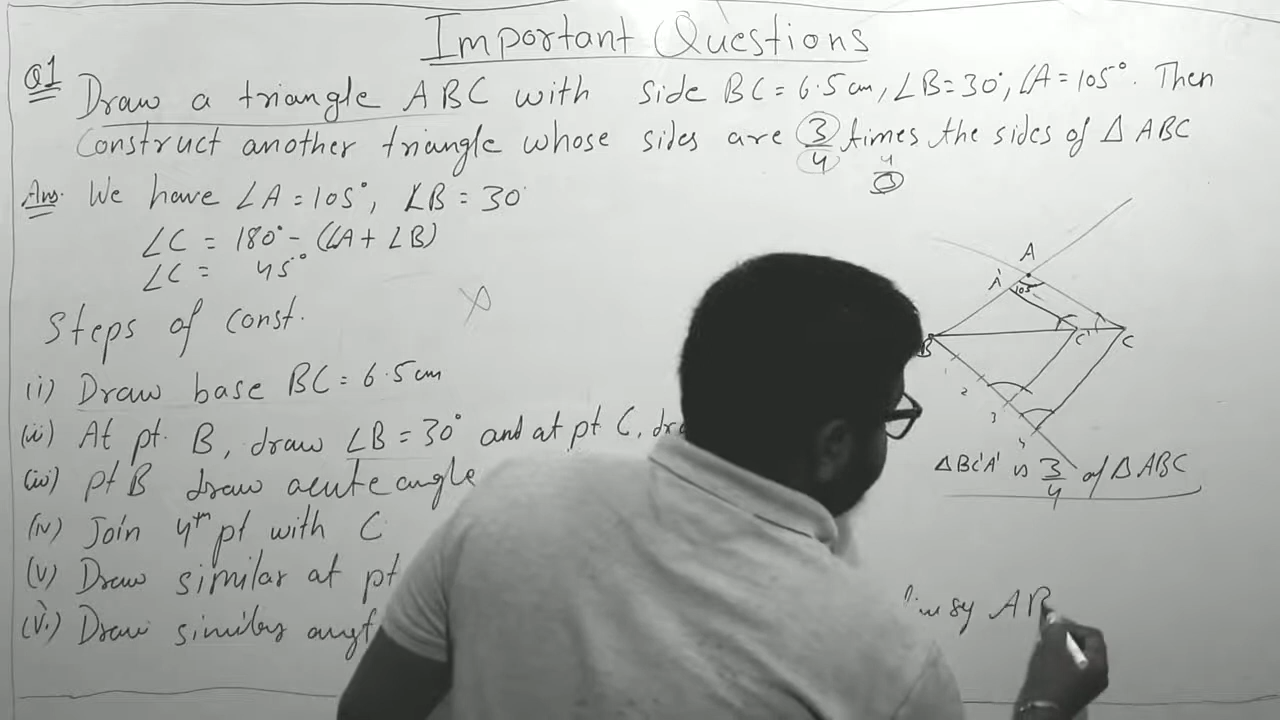 Important Questions
Q1
Draw a triangle ABC with side BC = 6.5 cm, ∠B = 30°, ∠A = 105°. Then
Construct another triangle whose sides are 3/4 times the sides of Δ ABC
4/3
Ans. We have ∠A = 105°, ∠B = 30°
∠C = 180° - (∠A + ∠B)
∠C = 45°
Steps of const.
(i) Draw base BC = 6.5 cm
(ii) At pt. B, draw ∠B = 30° and at pt C,
(iii) pt B draw acute angle
(iv) Join 4th pt with C
(v) Draw similar at pt
(vi) Draw
AB
A
A'
105°
B
C'
C
1
2
3
4
ΔBC'A' is 3/4 of ΔABC